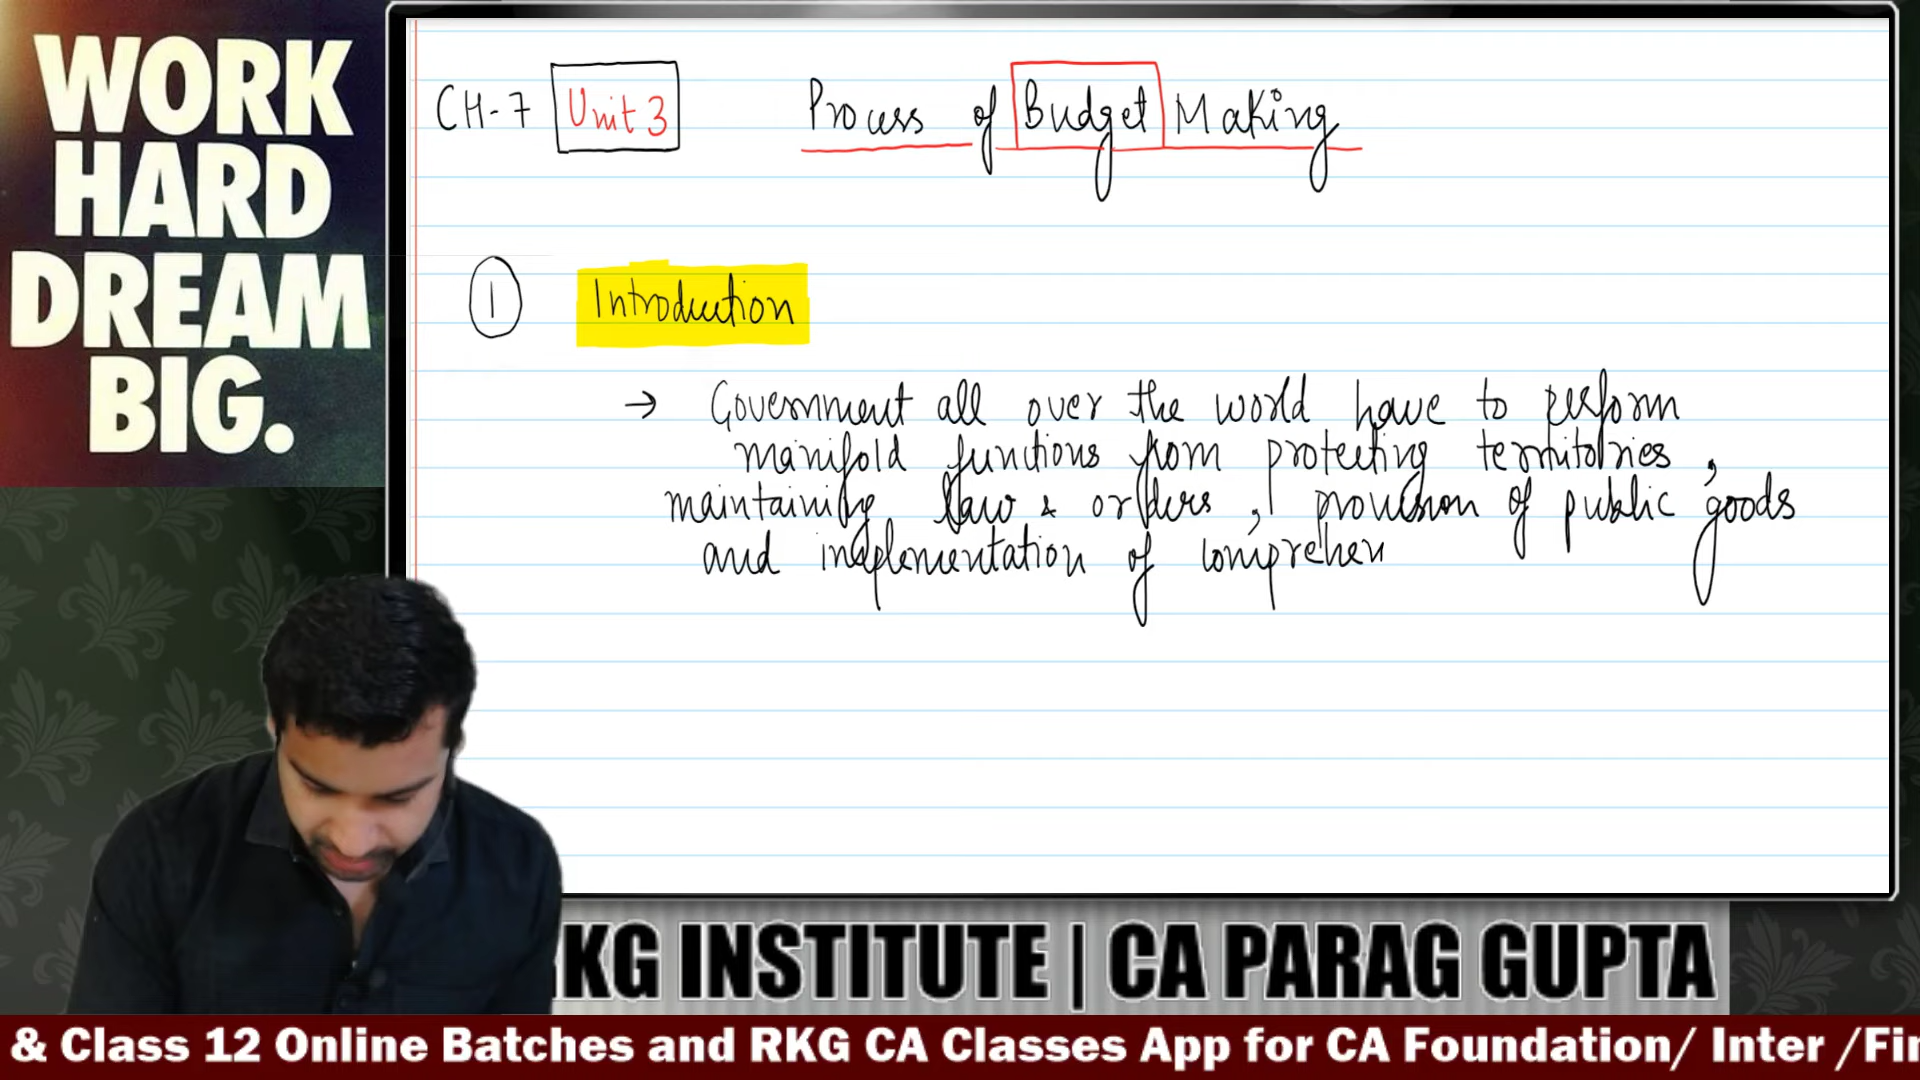 WORK
HARD
DREAM
BIG.
CH-7 Unit 3 Process of Budget Making
1 Introduction
→ Government all over the world have to perform
manifold functions from protecting territories,
maintaining law & orders, provision of public goods
and implementation of comprehen
RKG INSTITUTE | CA PARAG GUPTA
& Class 12 Online Batches and RKG CA Classes App for CA Foundation/ Inter /Fin